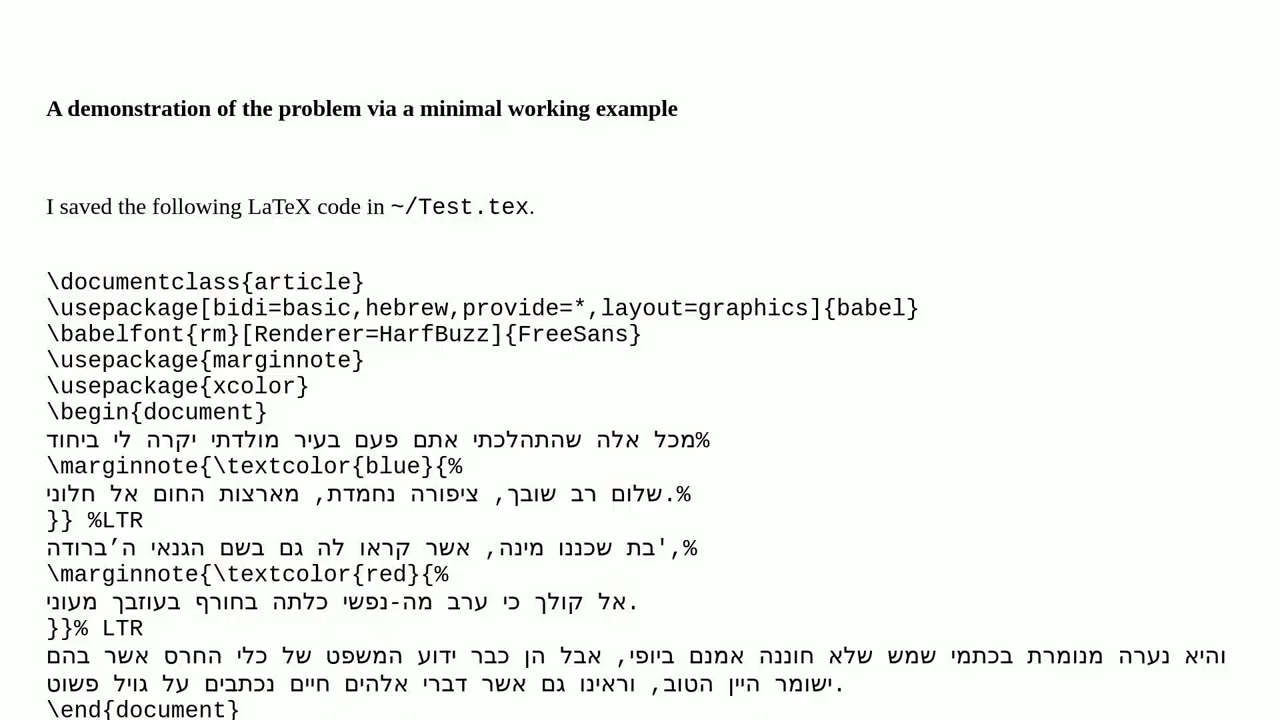 A demonstration of the problem via a minimal working example
I saved the following LaTeX code in ~/Test.tex.
\documentclass{article}
\usepackage[bidi=basic,hebrew,provide=*,layout=graphics]{babel}
\babelfont{rm}[Renderer=HarfBuzz]{FreeSans}
\usepackage{marginnote}
\usepackage{xcolor}
\begin{document}
מכל אלה שהתהלכתי אתם פעם בעיר מולדתי יקרה לי ביחוד%
\marginnote{\textcolor{blue}{%
שלום רב שובך, ציפורה נחמדת, מארצות החום אל חלוני.%
}} %LTR
בת שכננו מינה, אשר קראו לה גם בשם הגנאי ה’ברודה',%
\marginnote{\textcolor{red}{%
אל קולך כי ערב מה-נפשי כלתה בחורף בעוזבך מעוני.
}}% LTR
והיא נערה מנומרת בכתמי שמש שלא חוננה אמנם ביופי, אבל הן כבר ידוע המשפט של כלי החרס אשר בהם
ישומר היין הטוב, וראינו גם אשר דברי אלהים חיים נכתבים על גויל פשוט.
\end{document}